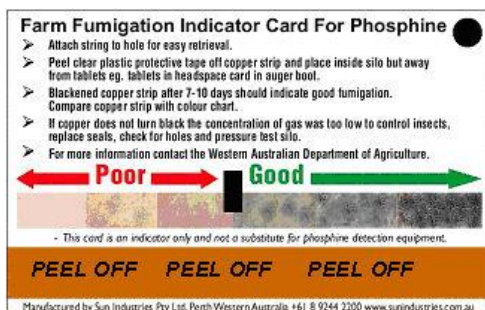 Farm Fumigation Indicator Card For Phosphine
Attach string to hole for easy retrieval.
Peel clear plastic protective tape off copper strip and place inside silo but away
from tablets eg. tablets in headspace card in auger boot.
Blackened copper strip after 7-10 days should indicate good fumigation.
Compare copper strip with colour chart.
If copper does not turn black the concentration of gas was too low to control insects,
replace seals, check for holes and pressure test silo.
For more information contact the Western Australian Department of Agriculture.
Poor Good
- This card is an indicator only and not a substitute for phosphine detection equipment.
PEEL OFF PEEL OFF PEEL OFF
Manufactured by Sun Industries Pty Ltd. Perth Western Australia +61 8 9244 2200 www.sunindustries.com.au